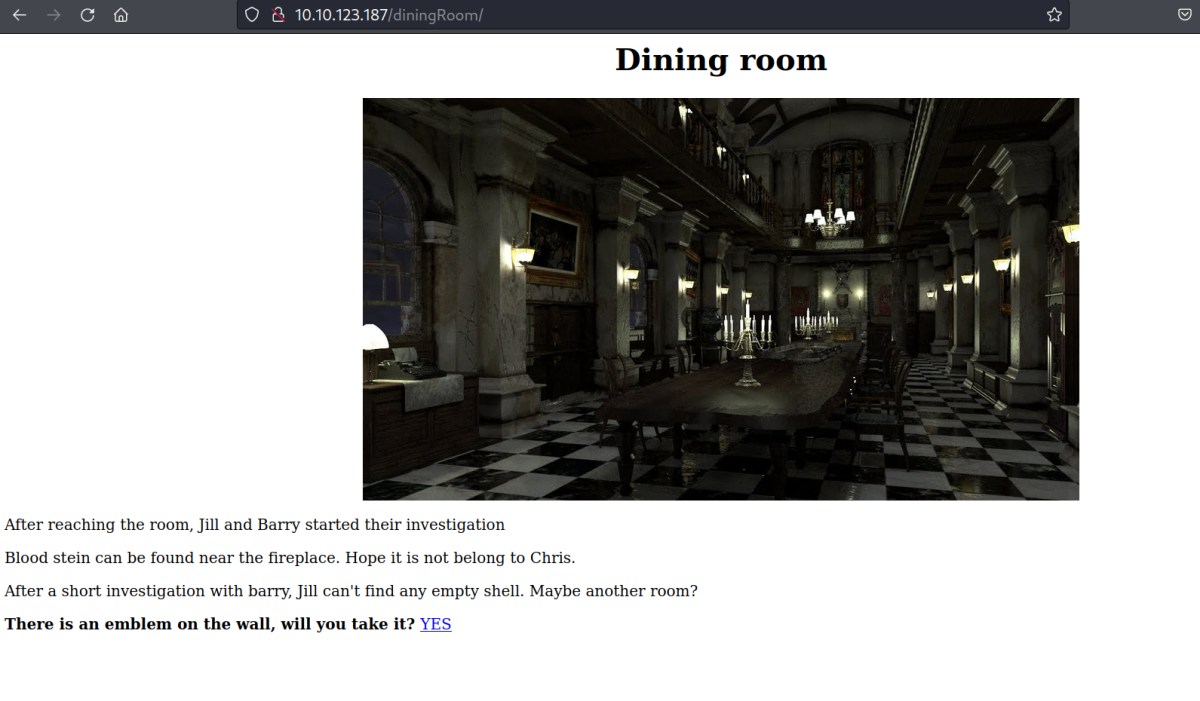 10.10.123.187/diningRoom/
Dining room
After reaching the room, Jill and Barry started their investigation
Blood stein can be found near the fireplace. Hope it is not belong to Chris.
After a short investigation with barry, Jill can't find any empty shell. Maybe another room?
There is an emblem on the wall, will you take it? YES